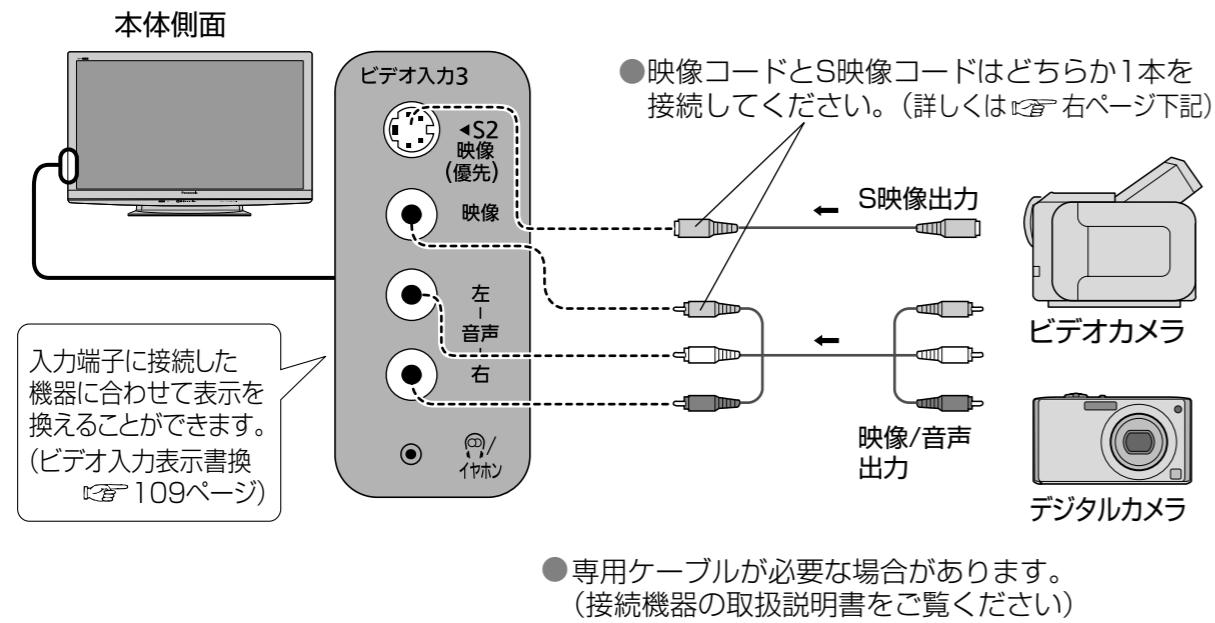 本体側面
ビデオ入力3
◄S2
映像
(優先)
映像
左
音声
右
/
イヤホン
●映像コードとS映像コードはどちらか1本を
接続してください。(詳しくは☞右ページ下記)
S映像出力
ビデオカメラ
映像/音声
出力
デジタルカメラ
入力端子に接続した
機器に合わせて表示を
換えることができます。
(ビデオ入力表示書換
☞109ページ)
●専用ケーブルが必要な場合があります。
(接続機器の取扱説明書をご覧ください)
Panasonic